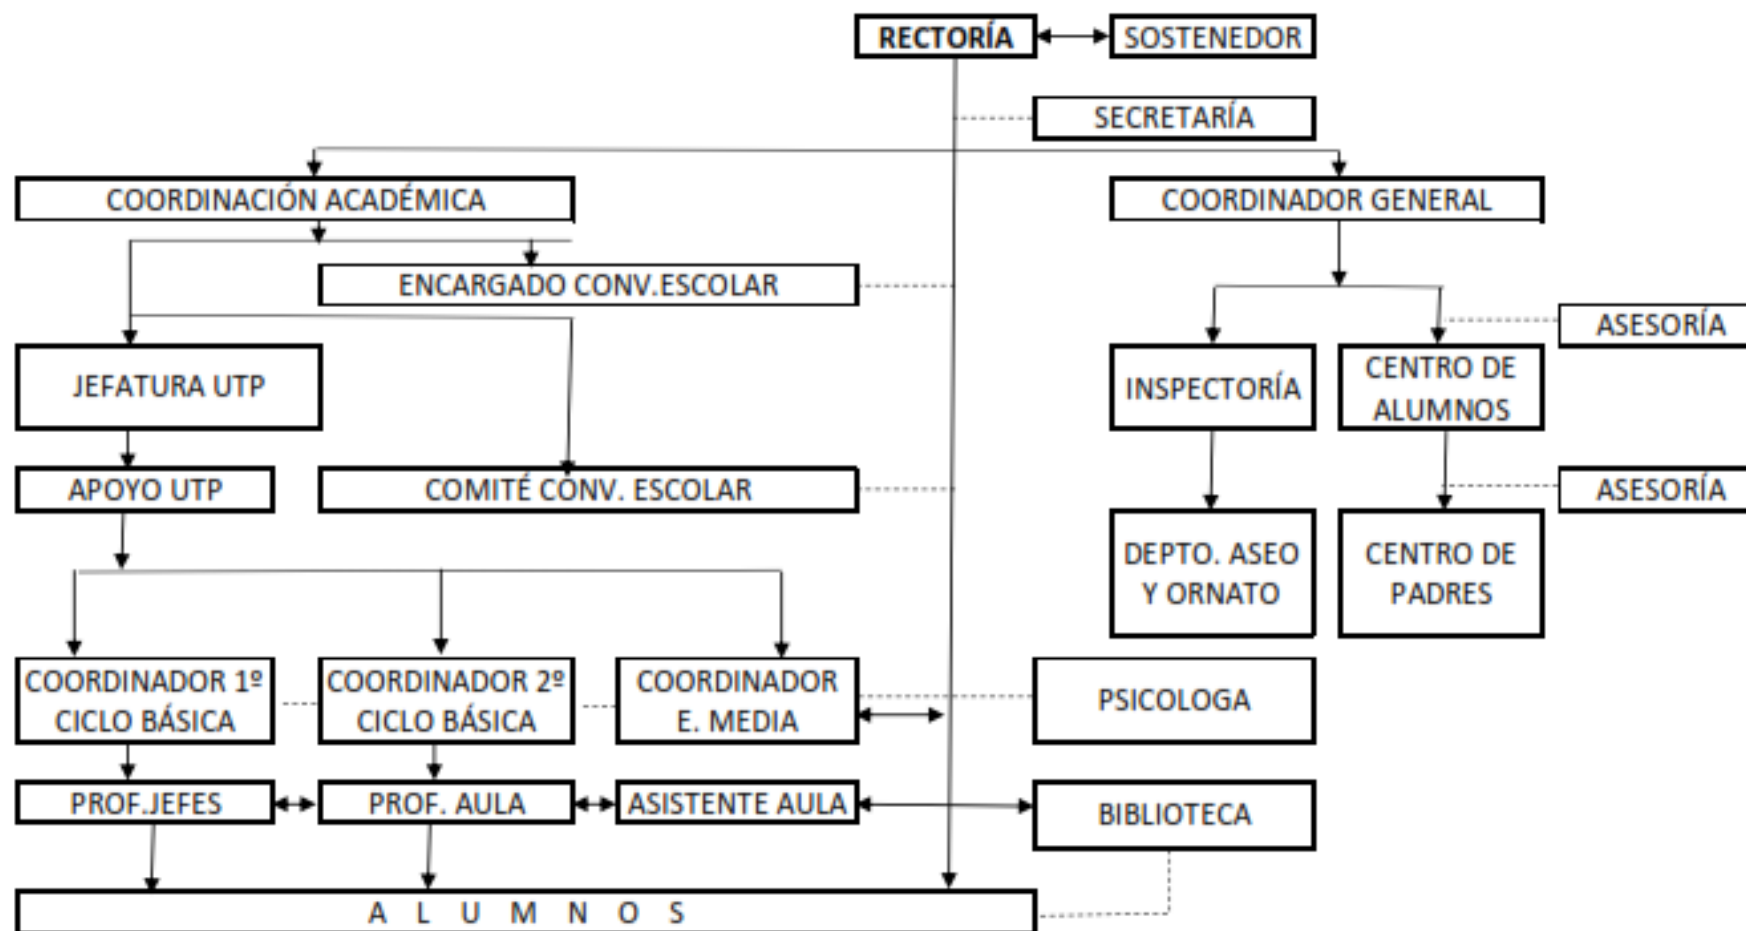 RECTORÍA
SOSTENEDOR
SECRETARÍA
COORDINACIÓN ACADÉMICA
COORDINADOR GENERAL
ENCARGADO CONV.ESCOLAR
ASESORÍA
JEFATURA UTP
INSPECTORÍA
CENTRO DE
ALUMNOS
APOYO UTP
COMITÉ CONV. ESCOLAR
ASESORÍA
DEPTO. ASEO
Y ORNATO
CENTRO DE
PADRES
COORDINADOR 1º
CICLO BÁSICA
COORDINADOR 2º
CICLO BÁSICA
COORDINADOR
E. MEDIA
PSICOLOGA
PROF.JEFES
PROF. AULA
ASISTENTE AULA
BIBLIOTECA
A L U M N O S